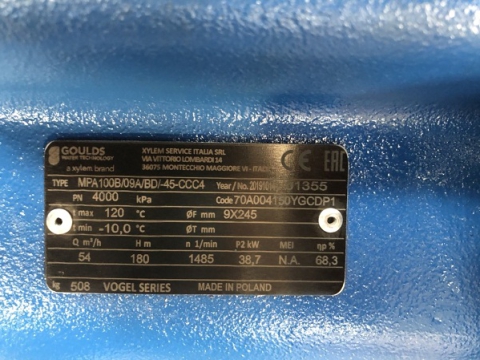 GOULDS
WATER TECHNOLOGY
a xylem brand
XYLEM SERVICE ITALIA SRL
VIA VITTORIO LOMBARDI 14
36075 MONTECCHIO MAGGIORE VI - ITALY
CE EAC
TYPE MPA100B/09A/BD/-45-CCC4 Year / No. 1355
PN 4000 kPa Code 70A004150YGCDP1
t max 120 °C ØF mm 9X245
t min -10,0 °C ØT mm
Q m³/h H m n 1/min P2 kW MEI ηp %
54 180 1485 38,7 N.A. 68,3
kg 508 VOGEL SERIES MADE IN POLAND